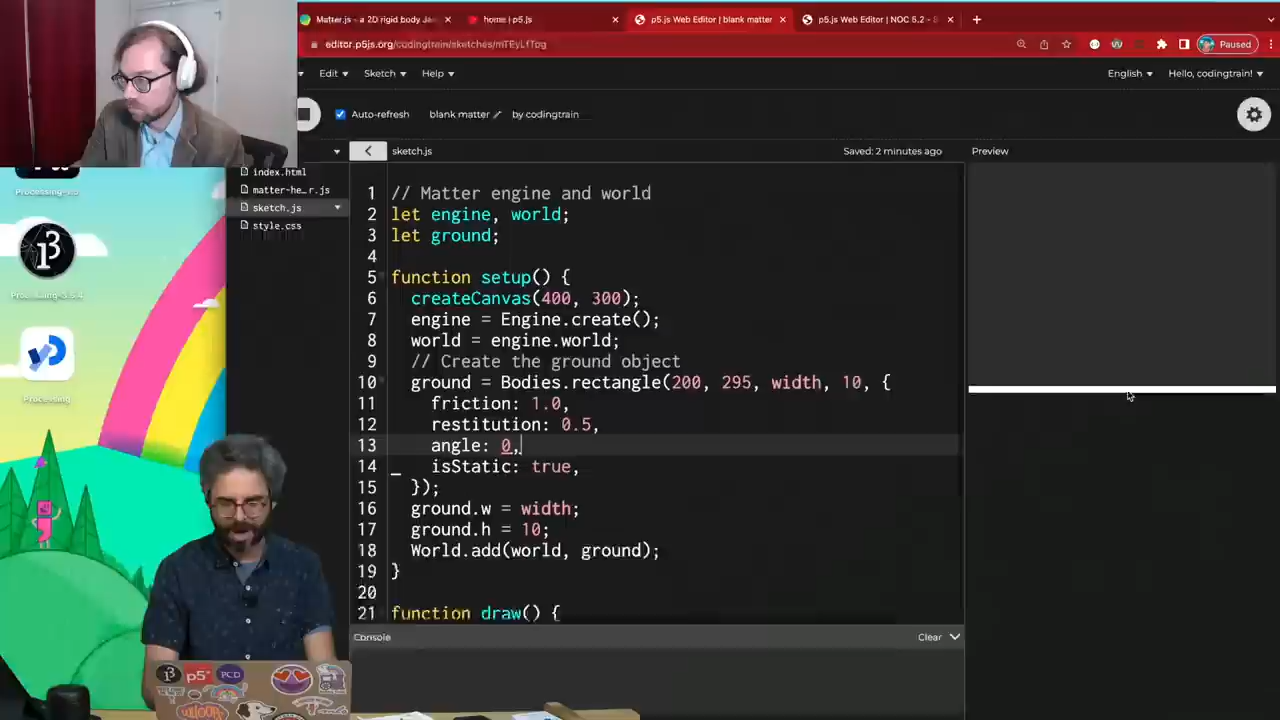 Matter.js – a 2D rigid body Ja
home | p5.js
p5.js Web Editor | blank matter
p5.js Web Editor | NOC 5.2 -
editor.p5js.org/codingtrain/sketches/mTEyLfTog
Paused
Edit
Sketch
Help
English
Hello, codingtrain!
Auto-refresh
blank matter
by codingtrain
sketch.js
Saved: 2 minutes ago
Preview
index.html
matter-he...r.js
sketch.js
style.css
1 // Matter engine and world
2 let engine, world;
3 let ground;
4
5 function setup() {
6 createCanvas(400, 300);
7 engine = Engine.create();
8 world = engine.world;
9 // Create the ground object
10 ground = Bodies.rectangle(200, 295, width, 10, {
11 friction: 1.0,
12 restitution: 0.5,
13 angle: 0,
14 isStatic: true,
15 });
16 ground.w = width;
17 ground.h = 10;
18 World.add(world, ground);
19 }
20
21 function draw() {
Console
Clear
Processing
p5*
PCD